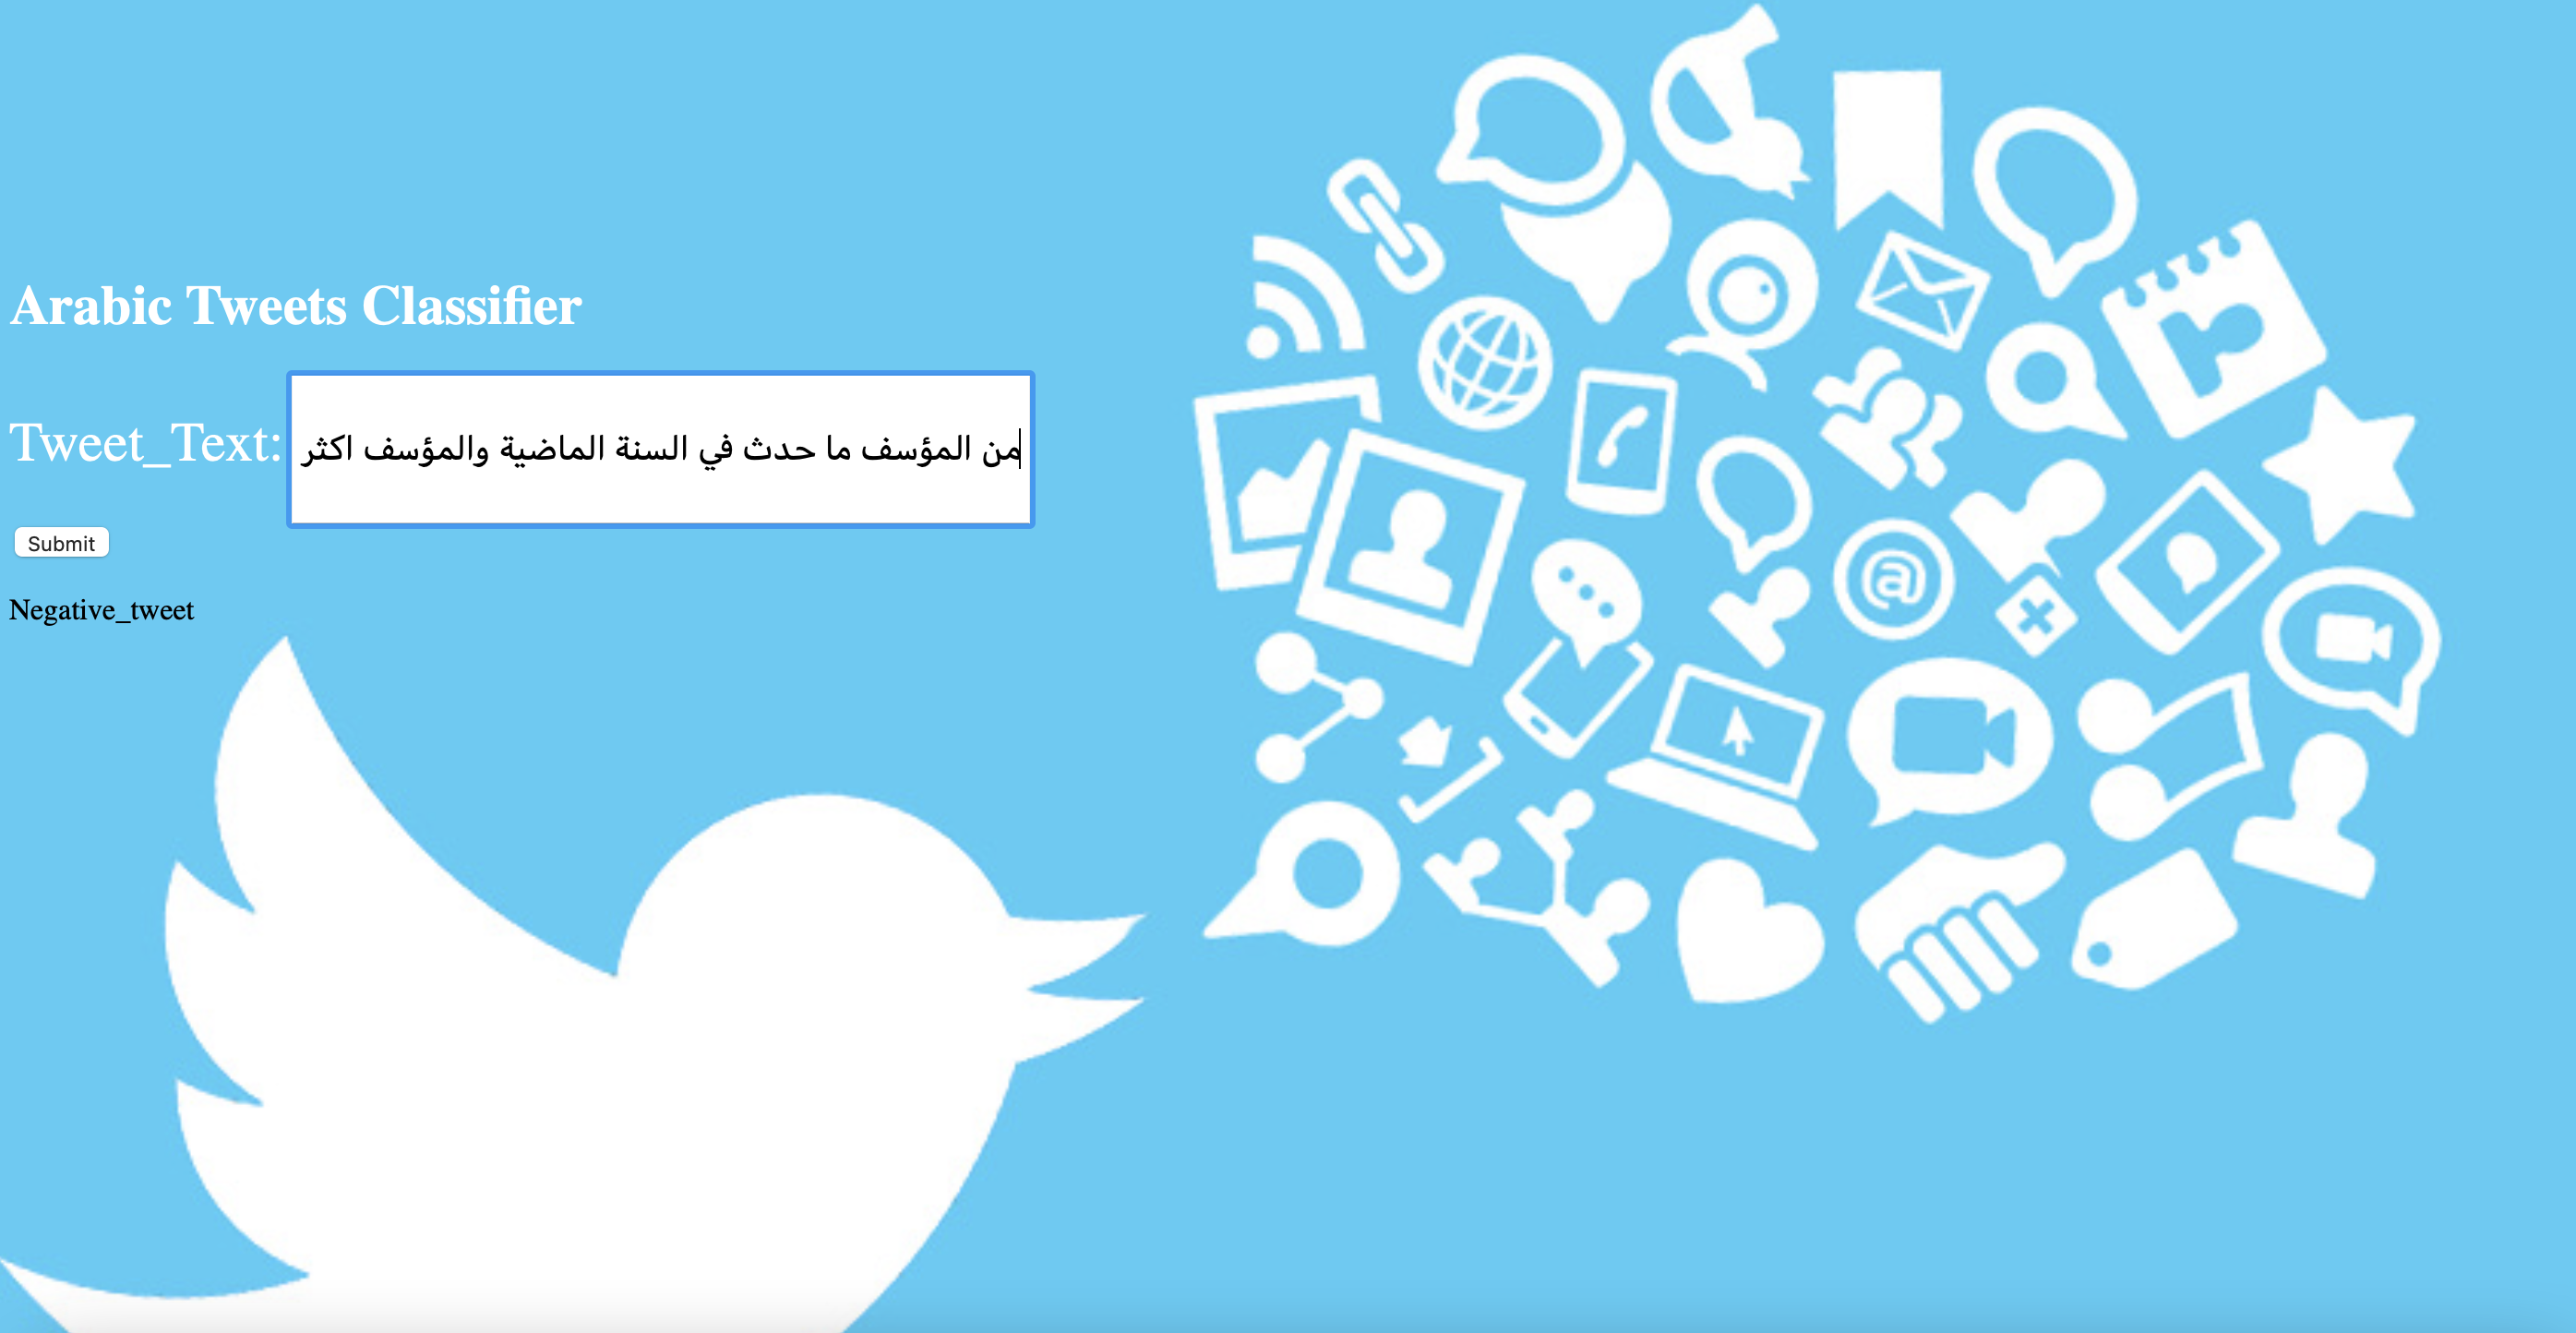 Arabic Tweets Classifier
Tweet_Text: من المؤسف ما حدث في السنة الماضية والمؤسف اكثر
Submit
Negative_tweet
@